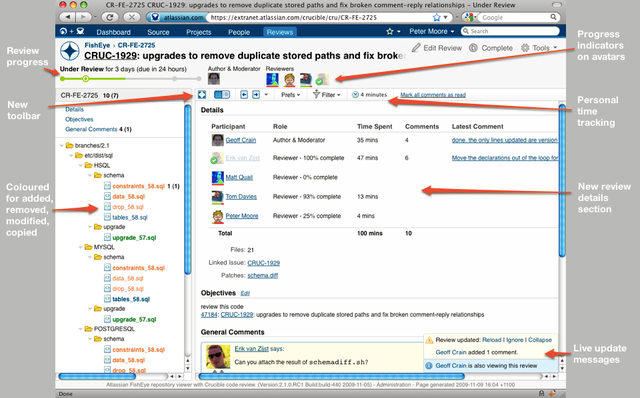 CR-FE-2725 CRUC-1929: upgrades to remove duplicate stored paths and fix broken comment-reply relationships - Under Review
atlassian.com
https://extranet.atlassian.com/crucible/cru/CR-FE-2725
Google
Dashboard Source Projects People Reviews
Peter Moore
Search
FishEye > CR-FE-2725
Edit Review Complete Tools
CRUC-1929: upgrades to remove duplicate stored paths and fix broke
Under Review for 3 days (due in 24 hours)
Author & Moderator
Reviewers
Review progress
Progress indicators on avatars
CR-FE-2725 10 (7)
Prefs
Filter
4 minutes
Mark all comments as read
New toolbar
Personal time tracking
Details
Objectives
General Comments 4 (1)
branches/2.1
etc/dist/sql
HSQL
schema
constraints_58.sql 1 (1)
data_58.sql
drop_58.sql
tables_58.sql
upgrade
upgrade_57.sql
MYSQL
schema
constraints_58.sql
data_58.sql
drop_58.sql
tables_58.sql
upgrade
upgrade_57.sql
POSTGRESQL
schema
constraints_58.sql
data_58.sql
drop_58.sql
Coloured for added, removed, modified, copied
Details
Participant Role Time Spent Comments Latest Comment
Geoff Crain Author & Moderator 35 mins 4 done. the only lines updated are version
Erik van Zijst Reviewer - 100% complete 47 mins 6 Move the declarations out of the loop for
Matt Quail Reviewer - 0% complete
Tom Davies Reviewer - 93% complete 13 mins
Peter Moore Reviewer - 25% complete 4 mins
Total 100 mins 10
New review details section
Files: 21
Linked Issue: CRUC-1929
Patches: schema.diff
Objectives Edit
review this code
47184: CRUC-1929: upgrades to remove duplicate stored paths and fix broken comment-reply relationships
General Comments
Erik van Zijst says:
Can you attach the result of schemadiff.sh?
Review updated: Reload | Ignore | Collapse
Geoff Crain added 1 comment.
Geoff Crain is also viewing this review
Live update messages
Atlassian FishEye repository viewer with Crucible code review. (Version:2.1.0.RC1 Build:build-440 2009-11-05) - Administration - Page generated 2009-11-09 16:04 +1100
Done